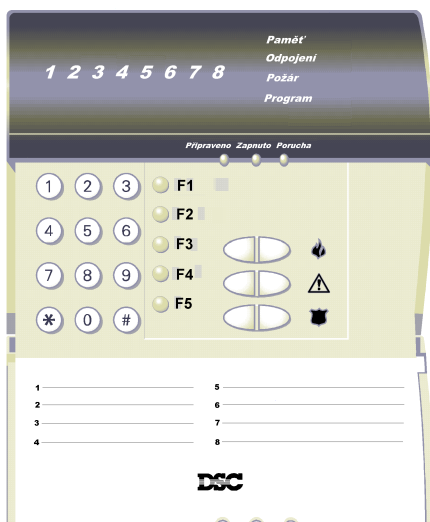 Paměť
1 2 3 4 5 6 7 8
Odpojení
Požár
Program
Připraveno Zapnuto Porucha
1 2 3 F1
F2
4 5 6 F3
7 8 9 F4
F5
* 0 #
1 5
2 6
3 7
4 8
DSC